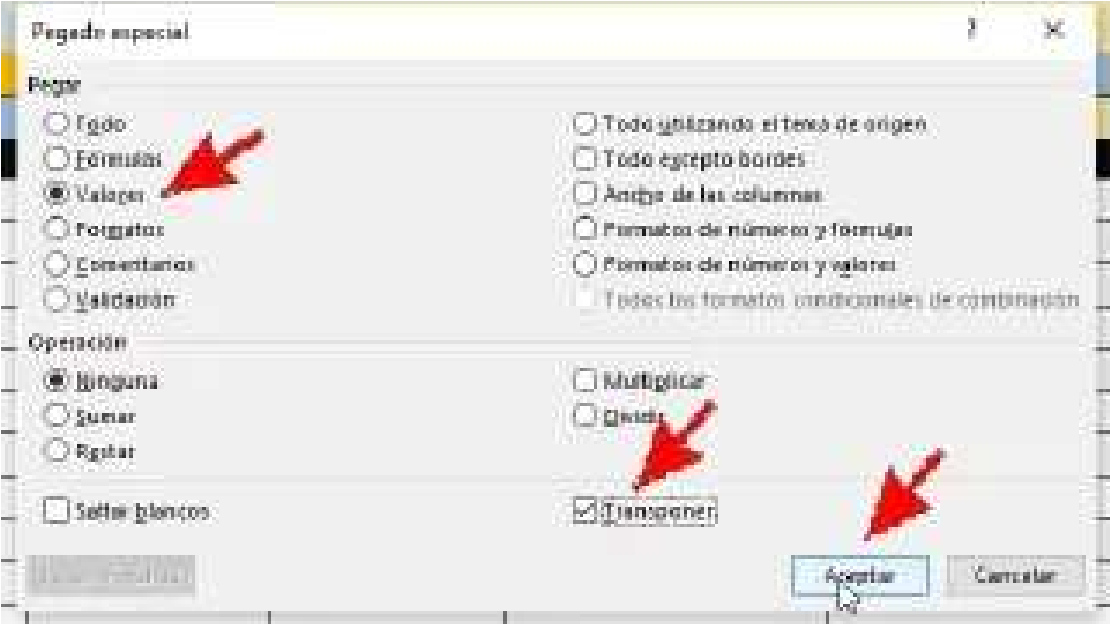 Pegado especial
?
Pegar
Todo
Fórmulas
Valores
Formatos
Comentarios
Validación
Todo utilizando el tema de origen
Todo excepto bordes
Ancho de las columnas
Formatos de números y fórmulas
Formatos de números y valores
Todos los formatos condicionales de combinación
Operación
Ninguna
Sumar
Restar
Multiplicar
Dividir
Saltar blancos
Transponer
Aceptar
Cancelar